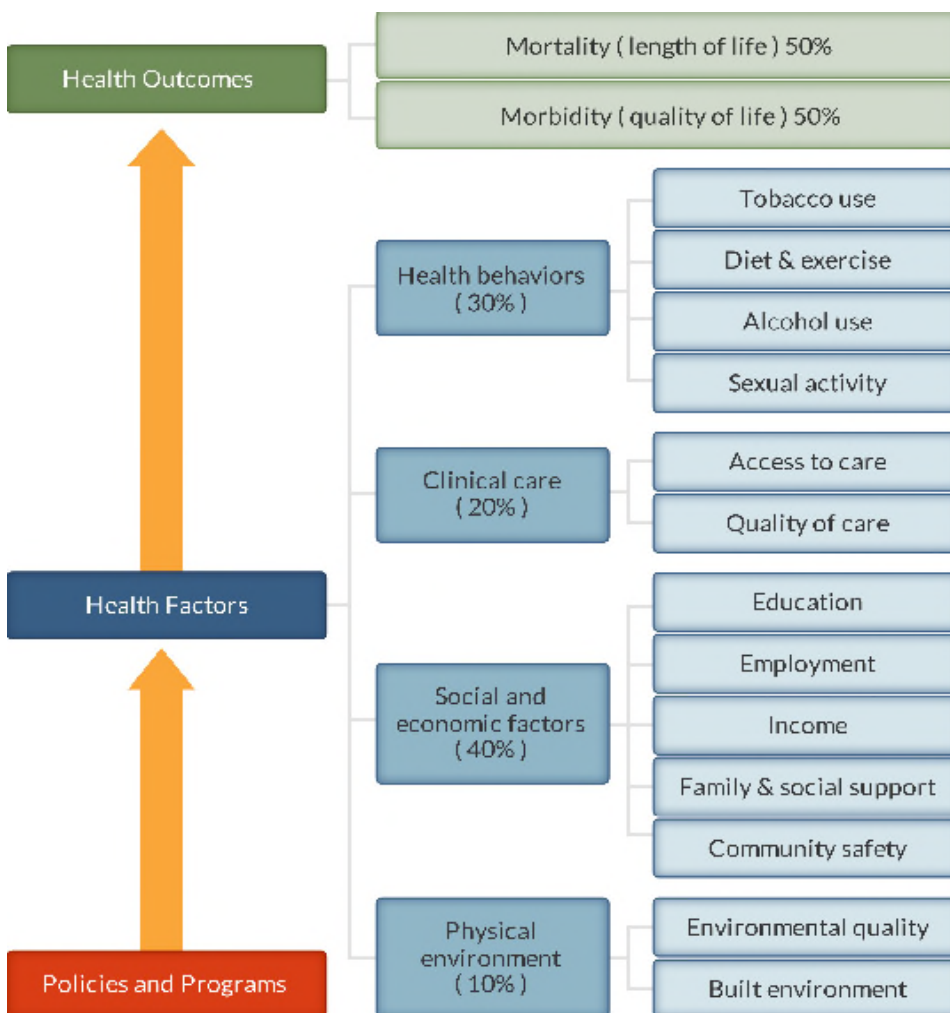 Health Outcomes
Mortality ( length of life ) 50%
Morbidity ( quality of life ) 50%
Health behaviors
( 30% )
Tobacco use
Diet & exercise
Alcohol use
Sexual activity
Clinical care
( 20% )
Access to care
Quality of care
Health Factors
Social and
economic factors
( 40% )
Education
Employment
Income
Family & social support
Community safety
Physical
environment
( 10% )
Environmental quality
Built environment
Policies and Programs